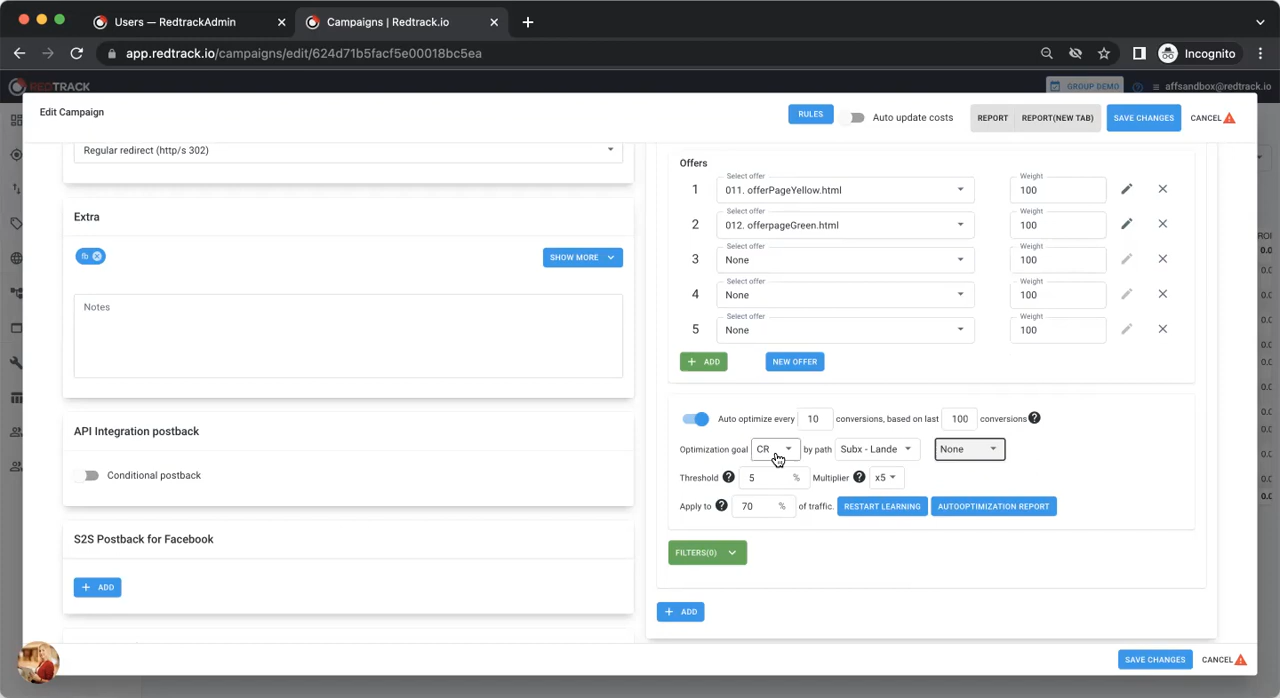 Users — RedtrackAdmin
Campaigns | Redtrack.io
app.redtrack.io/campaigns/edit/624d71b5facf5e00018bc5ea
Incognito
REDTRACK
GROUP DEMO
affsandbox@redtrack.io
Edit Campaign
RULES
Auto update costs
REPORT
REPORT(NEW TAB)
SAVE CHANGES
CANCEL
Regular redirect (http/s 302)
Extra
fb
SHOW MORE
Notes
API Integration postback
Conditional postback
S2S Postback for Facebook
+ ADD
Offers
Select offer
Weight
1 011. offerPageYellow.html 100
Select offer
Weight
2 012. offerpageGreen.html 100
Select offer
Weight
3 None 100
Select offer
Weight
4 None 100
Select offer
Weight
5 None 100
+ ADD
NEW OFFER
Auto optimize every 10 conversions, based on last 100 conversions
Optimization goal CR by path Subx - Lande None
Threshold 5 % Multiplier x5
Apply to 70 % of traffic. RESTART LEARNING AUTOOPTIMIZATION REPORT
FILTERS(0)
+ ADD
SAVE CHANGES
CANCEL